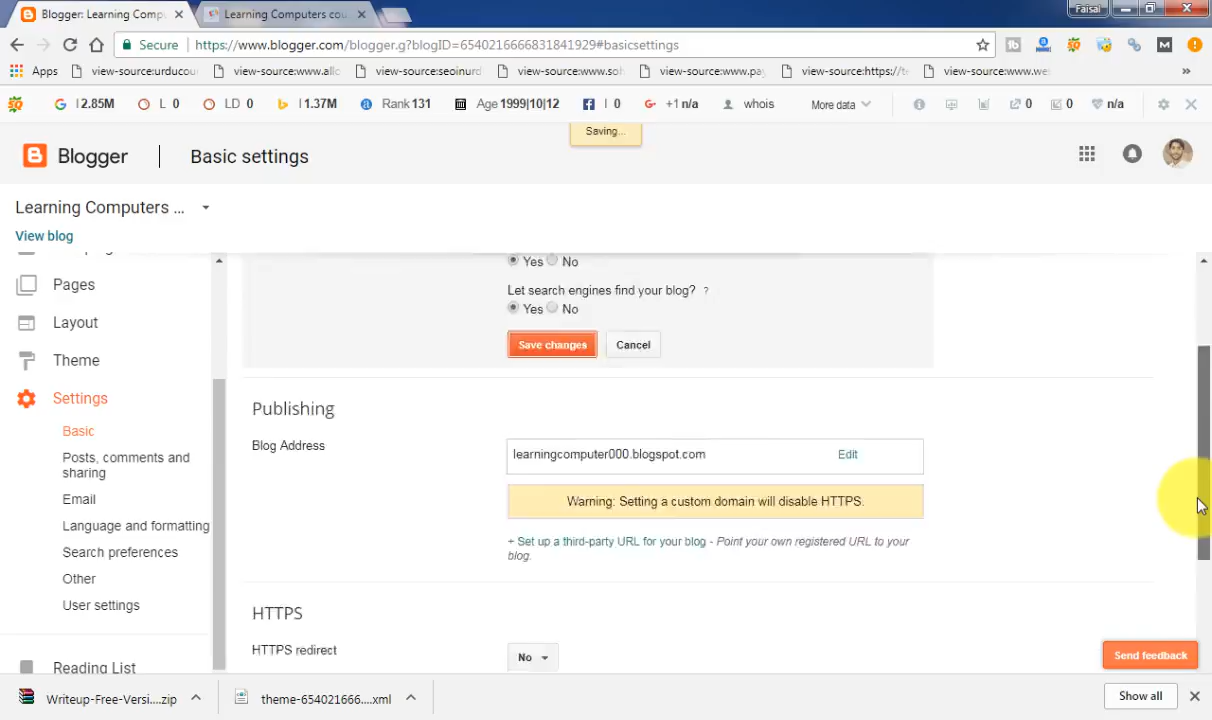 Blogger: Learning Compu
Learning Computers cou
Faisal
Secure
https://www.blogger.com/blogger.g?blogID=6540216666831841929#basicsettings
Apps
view-source:urducou
view-source:www.allo
view-source:seoinurd
view-source:www.sof
view-source:www.pay
view-source:https://te
view-source:www.we
I 2.85M
L 0
LD 0
I 1.37M
Rank 131
Age 1999|10|12
I 0
+1 n/a
whois
More data
0
0
n/a
Saving...
Blogger
Basic settings
Learning Computers ...
View blog
Pages
Layout
Theme
Settings
Basic
Posts, comments and
sharing
Email
Language and formatting
Search preferences
Other
User settings
Reading List
Yes No
Let search engines find your blog? ?
Yes No
Save changes
Cancel
Publishing
Blog Address
learningcomputer000.blogspot.com
Edit
Warning: Setting a custom domain will disable HTTPS.
+ Set up a third-party URL for your blog - Point your own registered URL to your
blog.
HTTPS
HTTPS redirect
No
Send feedback
Writeup-Free-Versi....zip
theme-654021666....xml
Show all